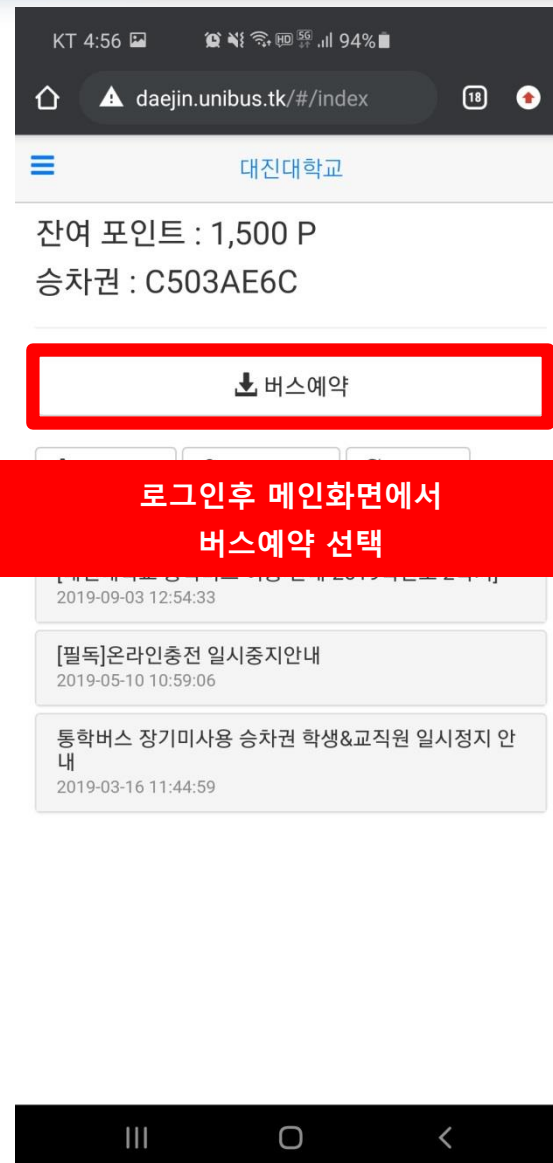 KT 4:56 HD 5G 94%
daejin.unibus.tk/#/index 18
대진대학교
잔여 포인트 : 1,500 P
승차권 : C503AE6C
버스예약
로그인후 메인화면에서
버스예약 선택
2019-09-03 12:54:33
[필독]온라인충전 일시중지안내
2019-05-10 10:59:06
통학버스 장기미사용 승차권 학생&교직원 일시정지 안
내
2019-03-16 11:44:59